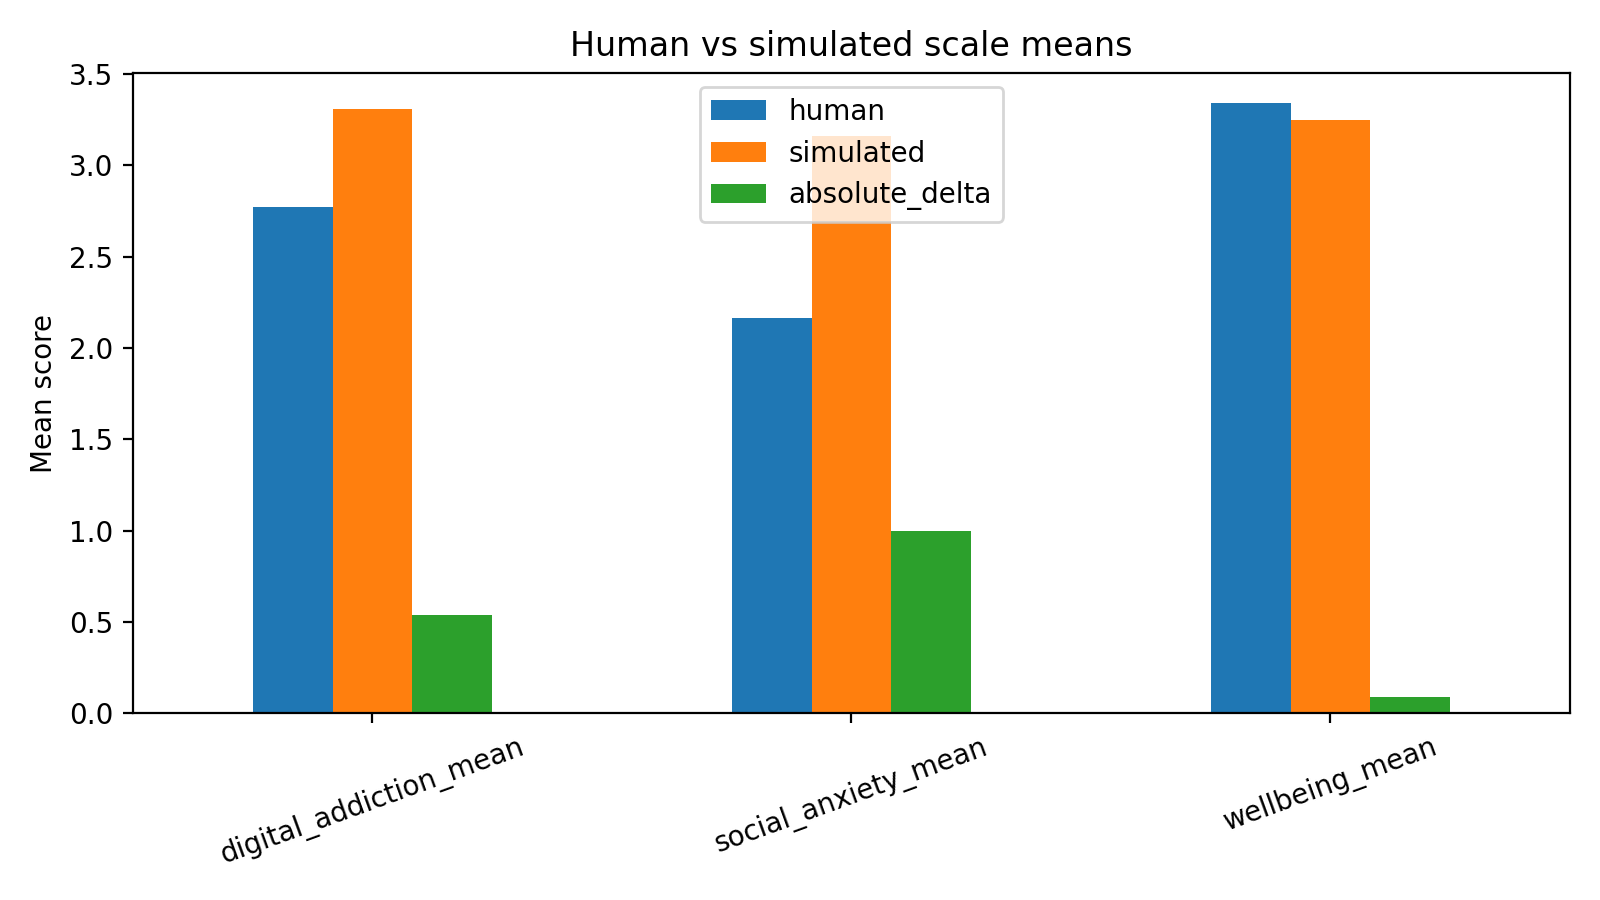 Human vs simulated scale means
human
simulated
absolute_delta
Mean score
3.5
3.0
2.5
2.0
1.5
1.0
0.5
0.0
digital_addiction_mean
social_anxiety_mean
wellbeing_mean